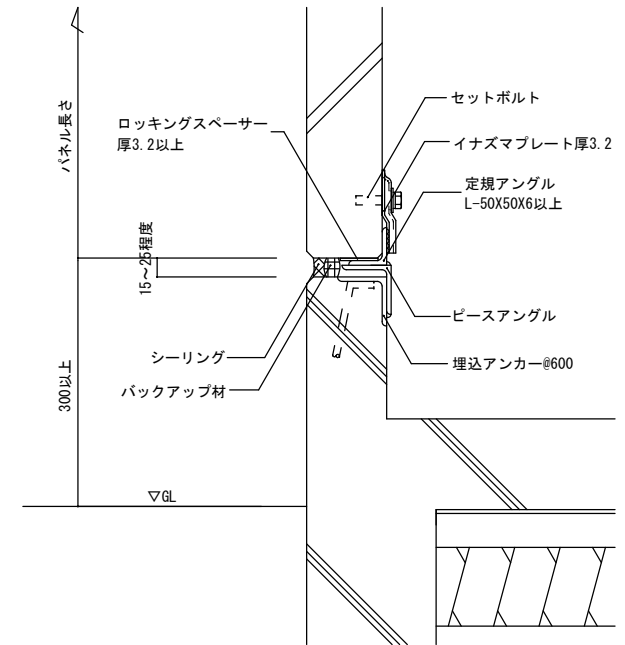 セットボルト
ロッキングスペーサー
厚3.2以上
イナズマプレート厚3.2
定規アングル
L-50X50X6以上
パネル長さ
15～25程度
ピースアングル
シーリング
埋込アンカー@600
バックアップ材
300以上
▽GL